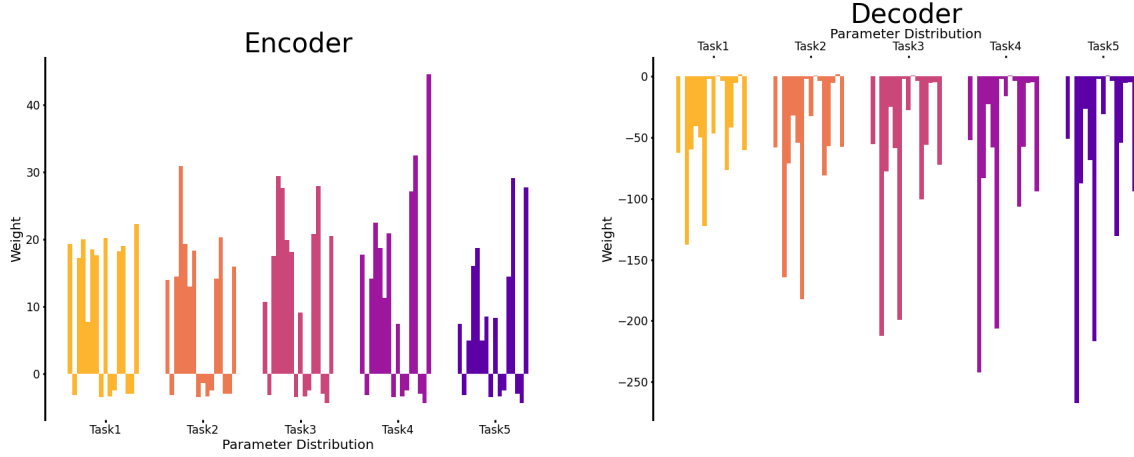 Encoder
Weight
40
30
20
10
0
Task1 Task2 Task3 Task4 Task5
Parameter Distribution
Decoder
Parameter Distribution
Task1 Task2 Task3 Task4 Task5
Weight
0
−50
−100
−150
−200
−250